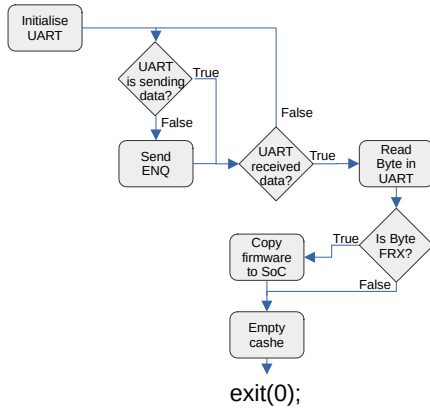 Initialise
UART
UART
is sending
data?
True
False
False
Send
ENQ
UART
received
data?
True
Read
Byte in
UART
Copy
firmware
to SoC
True
Is Byte
FRX?
False
Empty
cashe
exit(0);